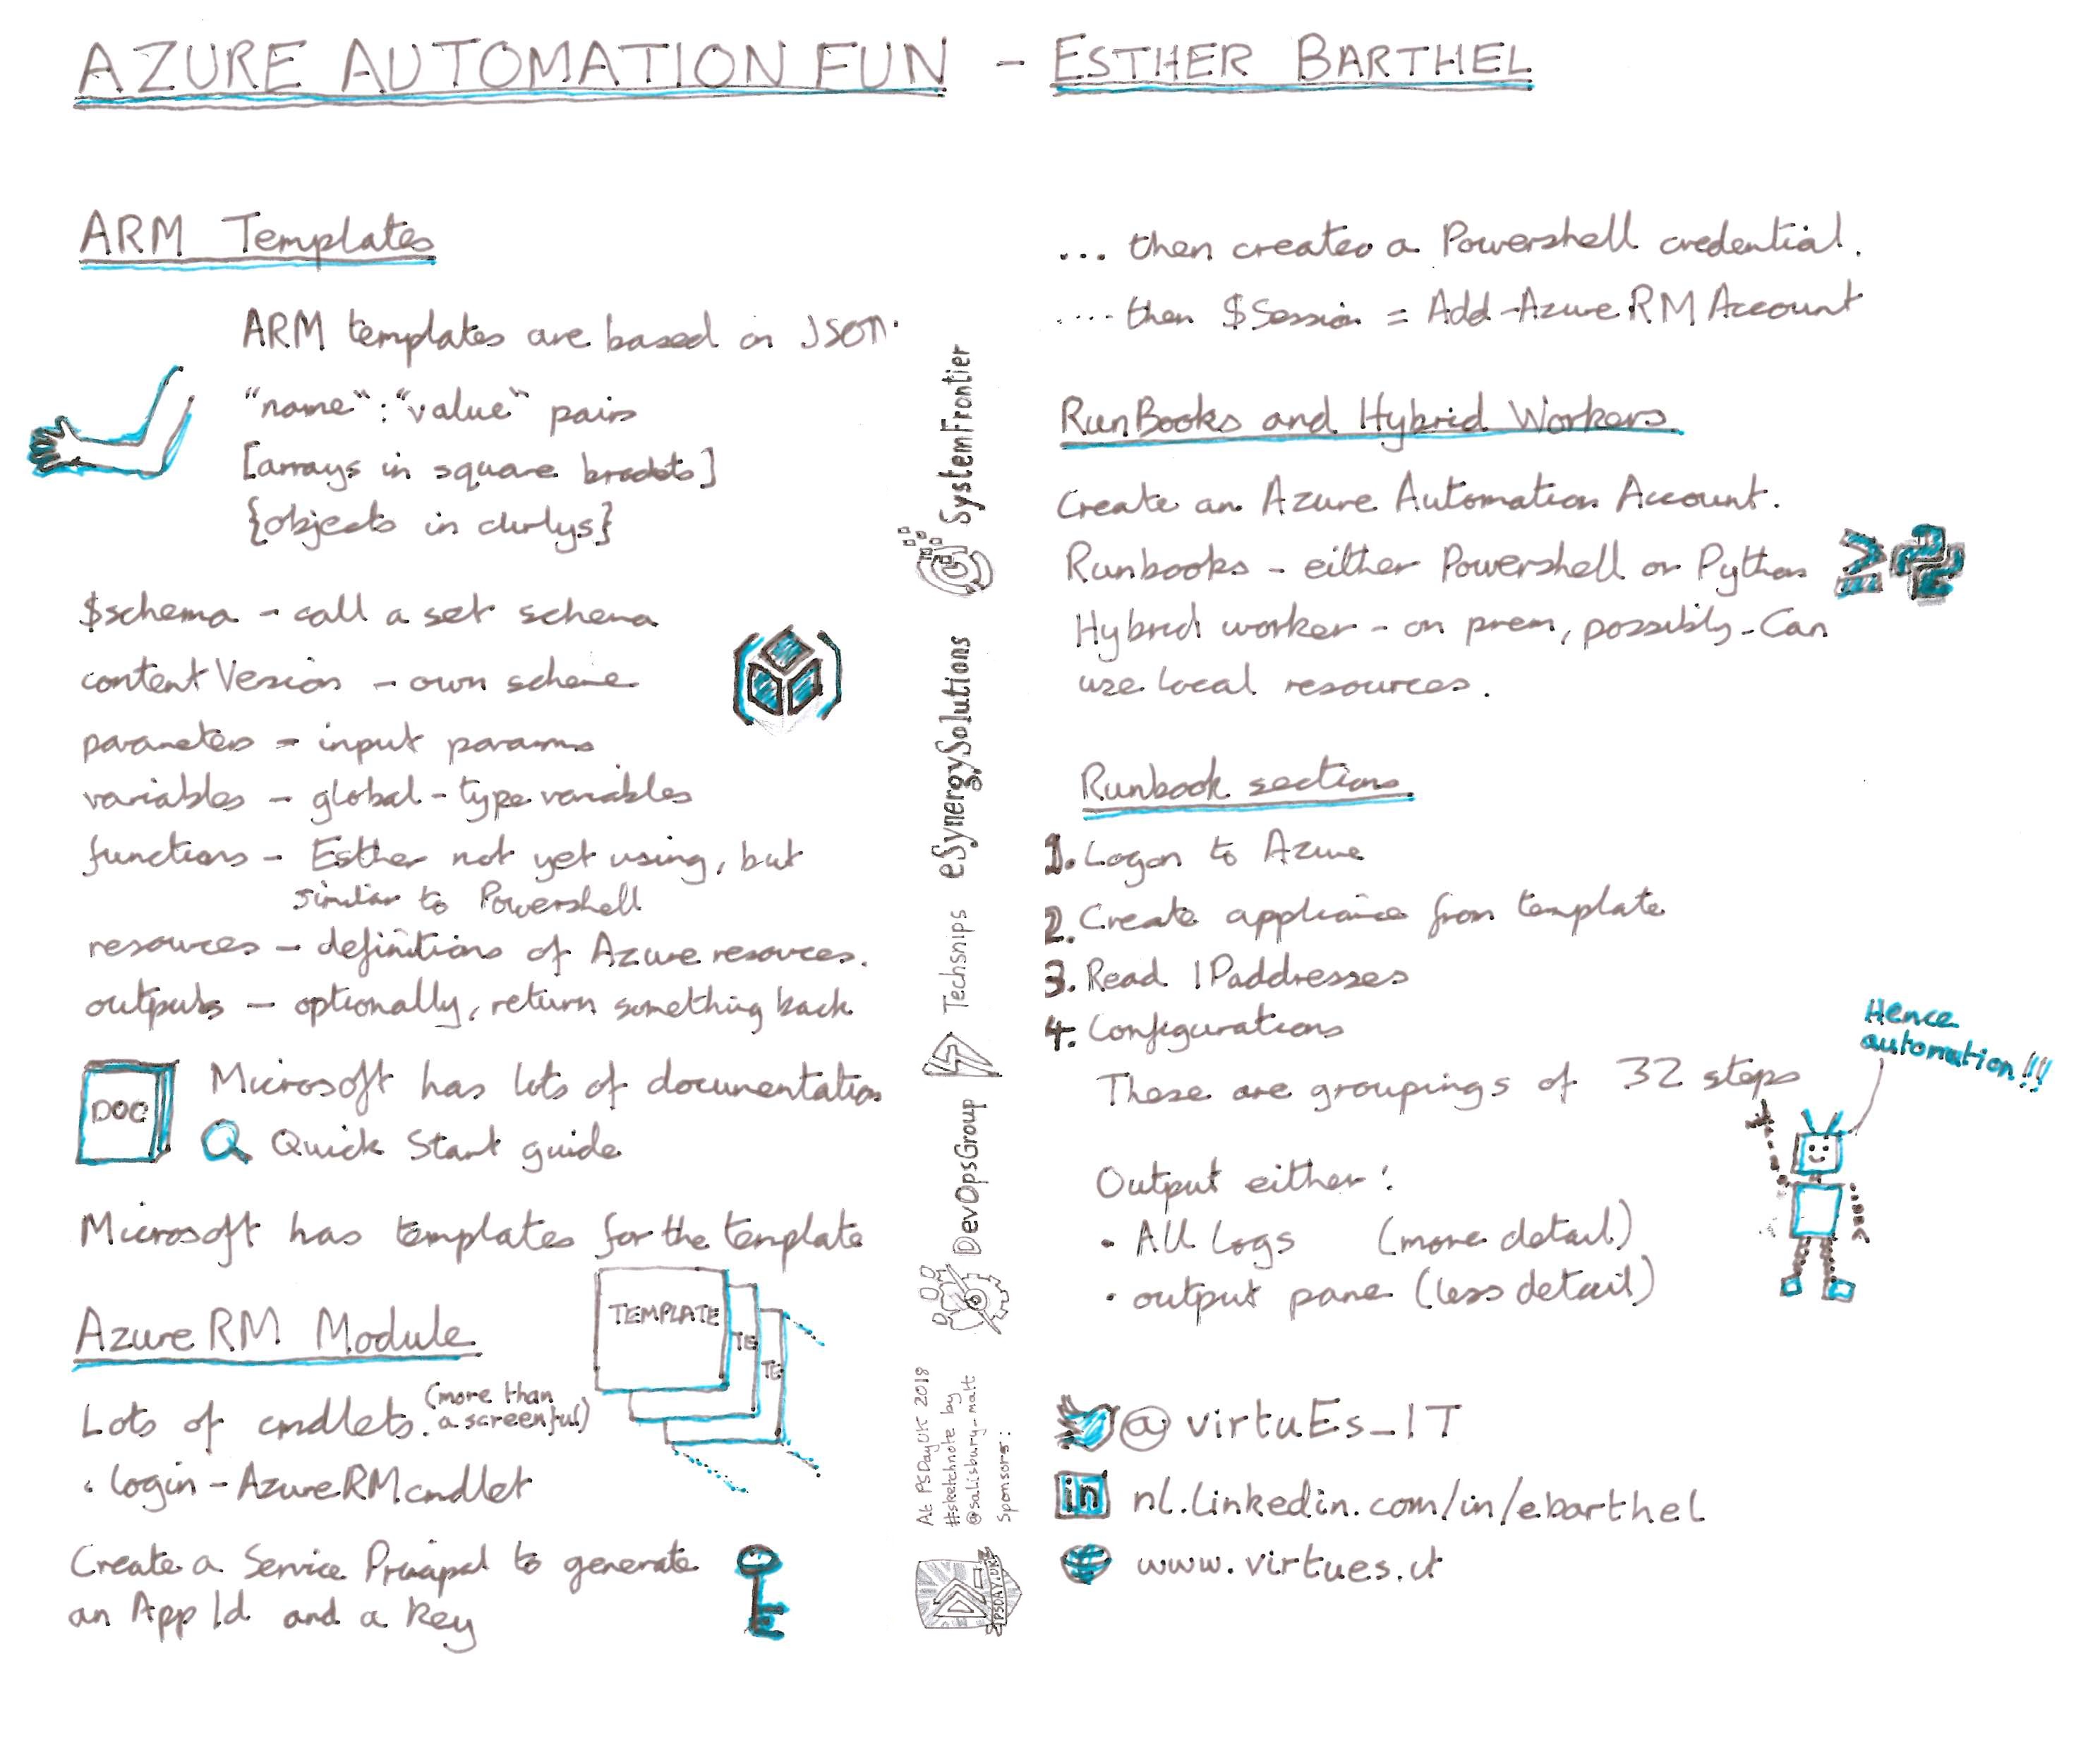 AZURE AUTOMATION FUN - ESTHER BARTHEL
ARM Templates
ARM templates are based on JSON.
"name":"value" pairs
[arrays in square brackets]
{objects in curlys}
$schema - call a set schema
contentVersion - own scheme
parameters - input params
variables - global-type variables
functions - Esther not yet using, but
similar to Powershell
resources - definitions of Azure resources.
outputs - optionally, return something back
DOC
Microsoft has lots of documentation
Quick Start guide
Microsoft has templates for the template
TEMPLATE
TE
TE
AzureRM Module
Lots of cmdlets. (more than
a screenful)
• login-AzureRM cmdlet
Create a Service Principal to generate
an App Id and a Key
SystemFrontier
eSynergySolutions
Techsnips
DevOpsGroup
At PSDayUK 2018
#sketchnote by
@salisbury_matt
Sponsors:
PSDAY.UK
... then creates a Powershell credential.
.... then $Session = Add-AzureRMAccount
RunBooks and Hybrid Workers
Create an Azure Automation Account.
Runbooks - either Powershell or Python
Hybrid worker - on prem, possibly - Can
use local resources.
Runbook sections
1. Logon to Azure
2. Create appliance from template
3. Read IPaddresses
4. Configurations
These are groupings of 32 steps
Hence
automation!!!
Output either:
• All Logs (more detail)
• output pane (less detail)
@virtuEs_IT
in nl.linkedin.com/in/ebarthel
www.virtues.it